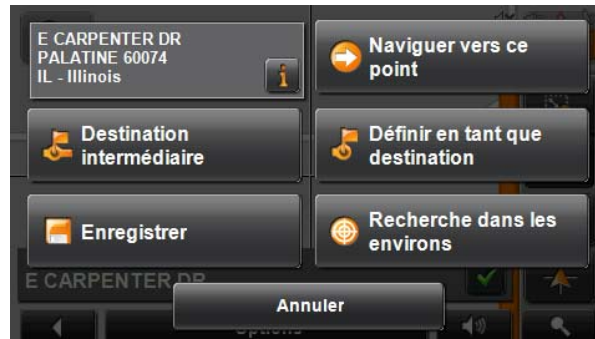 E CARPENTER DR
PALATINE 60074
IL - Illinois
Naviguer vers ce
point
Destination
intermédiaire
Définir en tant que
destination
Enregistrer
Recherche dans les
environs
E CARPENTER DR
Annuler
Options